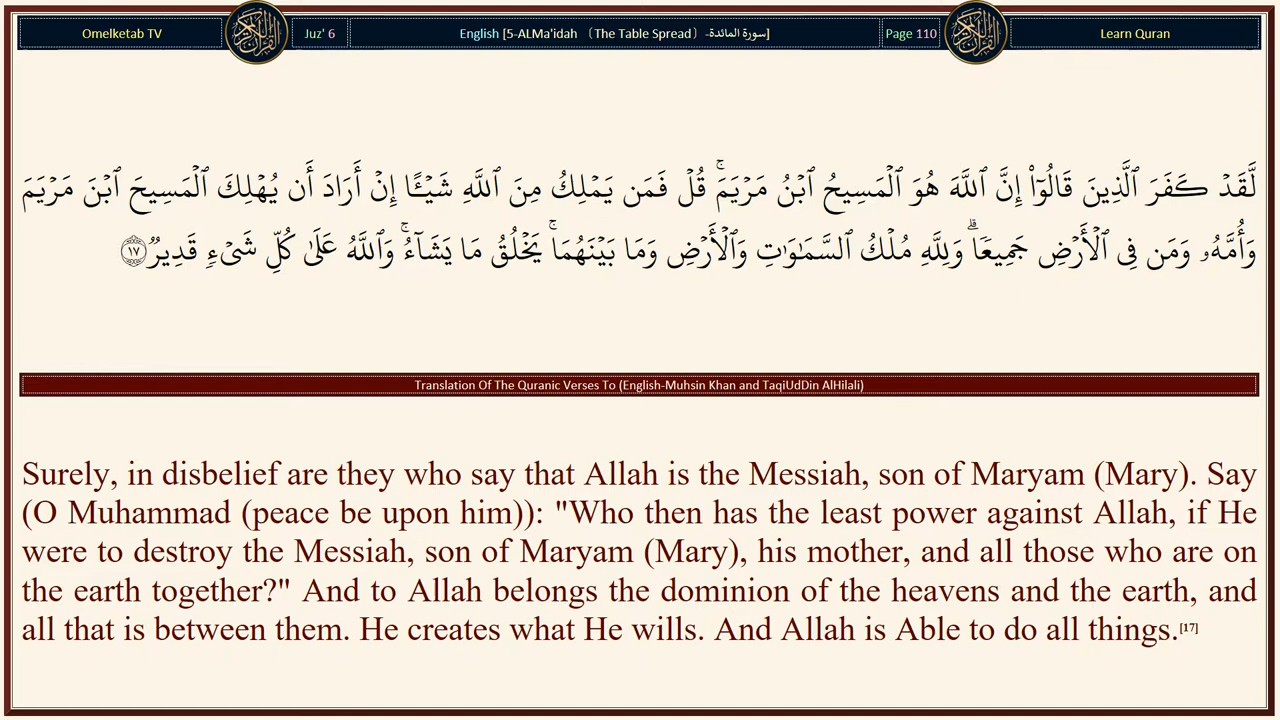 Omelketab TV
Juz' 6
English [5-ALMa'idah (The Table Spread) -سورة المائدة]
Page 110
Learn Quran
لَّقَدۡ كَفَرَ ٱلَّذِينَ قَالُوٓاْ إِنَّ ٱللَّهَ هُوَ ٱلۡمَسِيحُ ٱبۡنُ مَرۡيَمَۚ قُلۡ فَمَن يَمۡلِكُ مِنَ ٱللَّهِ شَيۡـًٔا إِنۡ أَرَادَ أَن يُهۡلِكَ ٱلۡمَسِيحَ ٱبۡنَ مَرۡيَمَ
وَأُمَّهُۥ وَمَن فِى ٱلۡأَرۡضِ جَمِيعٗاۗ وَلِلَّهِ مُلۡكُ ٱلسَّمَٰوَٰتِ وَٱلۡأَرۡضِ وَمَا بَيۡنَهُمَاۚ يَخۡلُقُ مَا يَشَآءُۚ وَٱللَّهُ عَلَىٰ كُلِّ شَىۡءٖ قَدِيرٞ ١٧
Translation Of The Quranic Verses To (English-Muhsin Khan and TaqiUdDin AlHilali)
Surely, in disbelief are they who say that Allah is the Messiah, son of Maryam (Mary). Say
(O Muhammad (peace be upon him)): "Who then has the least power against Allah, if He
were to destroy the Messiah, son of Maryam (Mary), his mother, and all those who are on
the earth together?" And to Allah belongs the dominion of the heavens and the earth, and
all that is between them. He creates what He wills. And Allah is Able to do all things.[17]